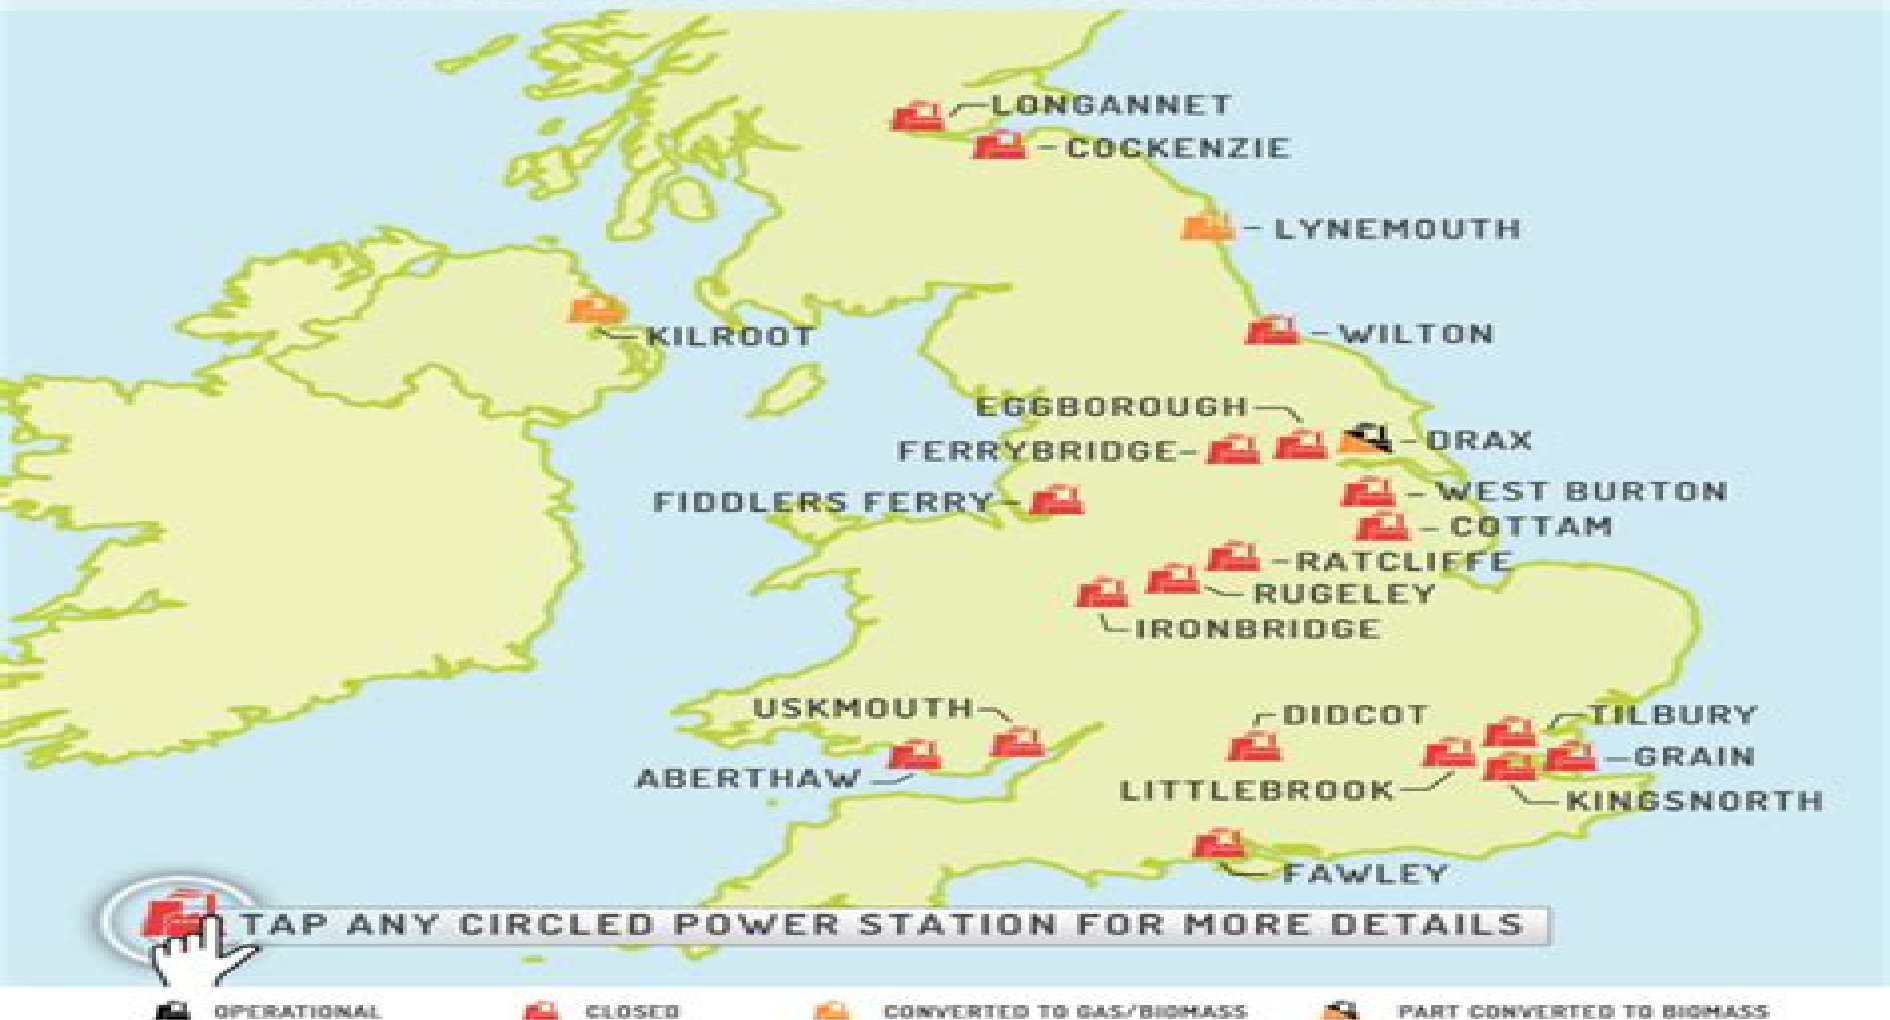 LONGANNET
COCKENZIE
LYNEMOUTH
KILROOT
WILTON
EGGBOROUGH
DRAX
FERRYBRIDGE
WEST BURTON
FIDDLERS FERRY
COTTAM
RATCLIFFE
RUGELEY
IRONBRIDGE
USKMOUTH
DIDCOT
TILBURY
GRAIN
ABERTHAW
LITTLEBROOK
KINGSNORTH
FAWLEY
TAP ANY CIRCLED POWER STATION FOR MORE DETAILS
OPERATIONAL
CLOSED
CONVERTED TO GAS/BIOMASS
PART CONVERTED TO BIOMASS